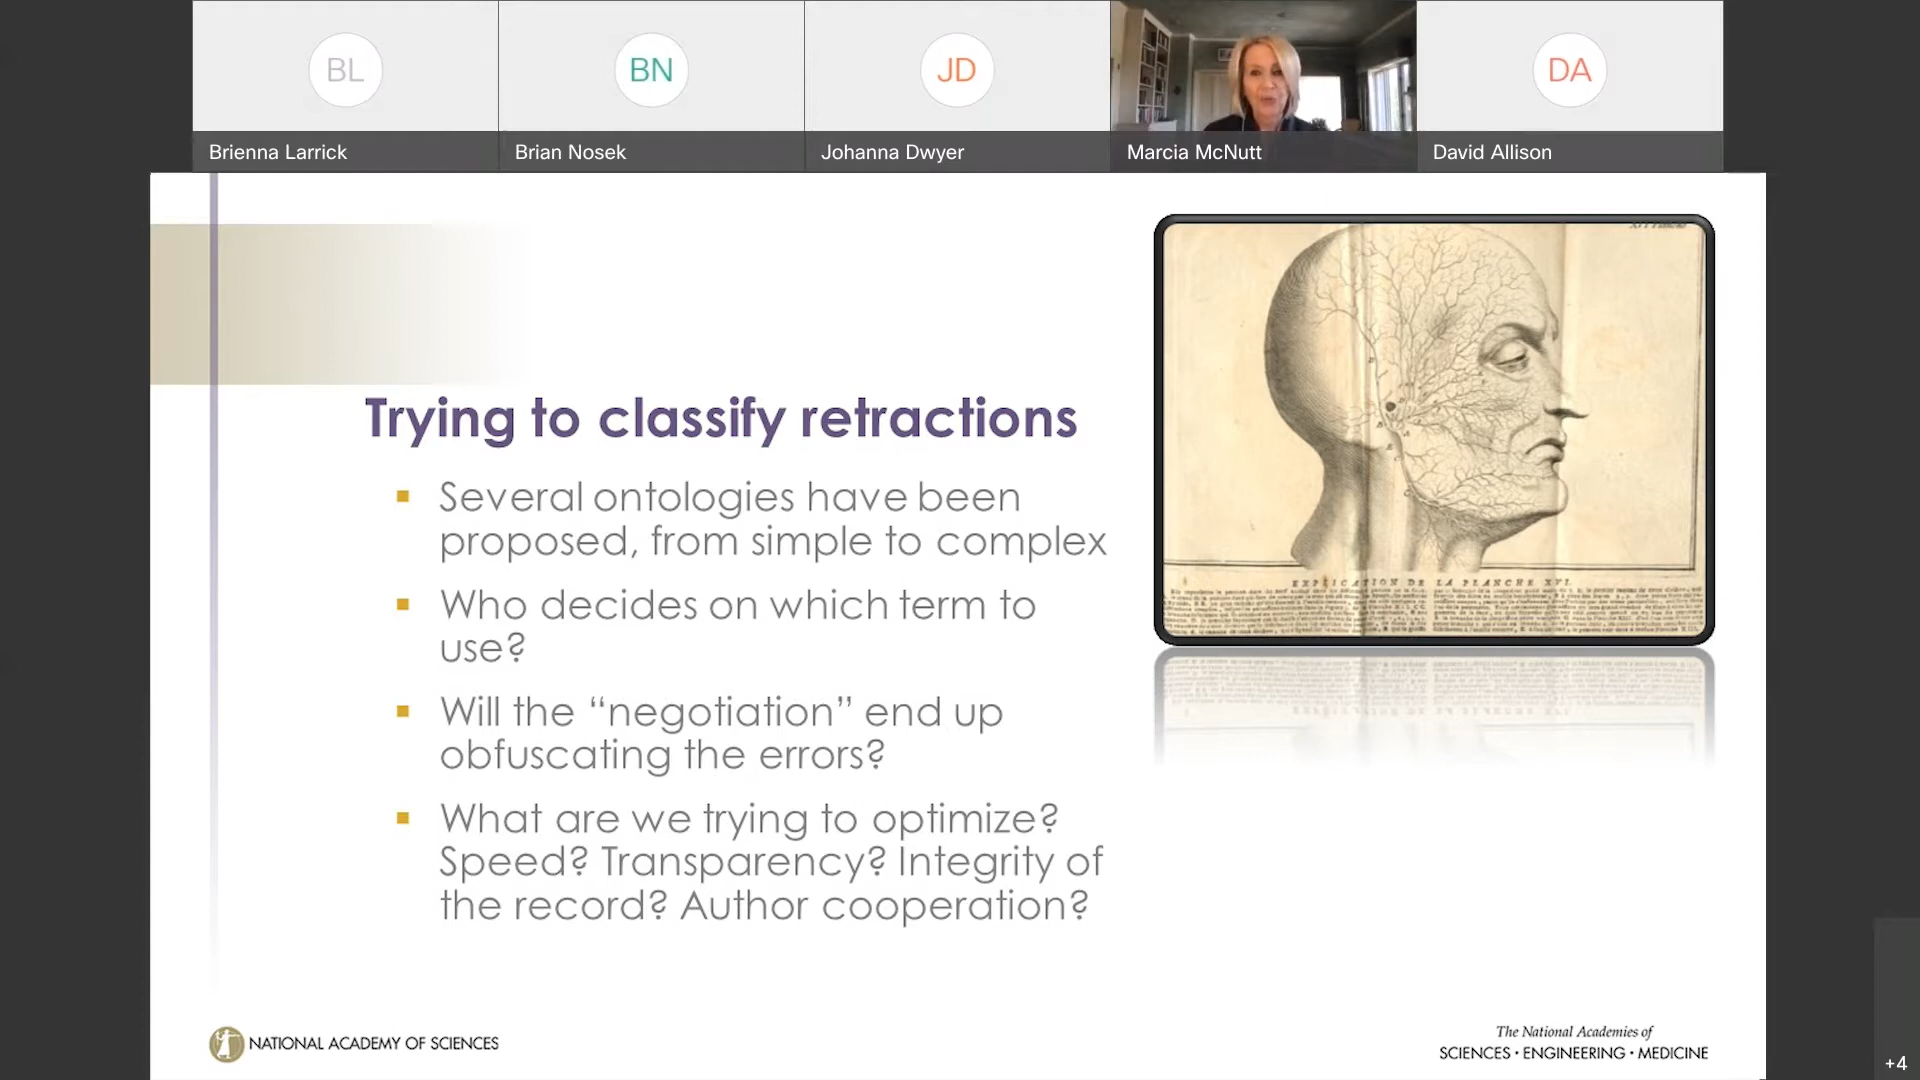 BL
BN
JD
DA
Brienna Larrick
Brian Nosek
Johanna Dwyer
Marcia McNutt
David Allison
Trying to classify retractions
▪ Several ontologies have been
proposed, from simple to complex
▪ Who decides on which term to
use?
▪ Will the “negotiation” end up
obfuscating the errors?
▪ What are we trying to optimize?
Speed? Transparency? Integrity of
the record? Author cooperation?
EXPLICATION DE LA PLANCHE XVI.
NATIONAL ACADEMY OF SCIENCES
The National Academies of
SCIENCES · ENGINEERING · MEDICINE
+4